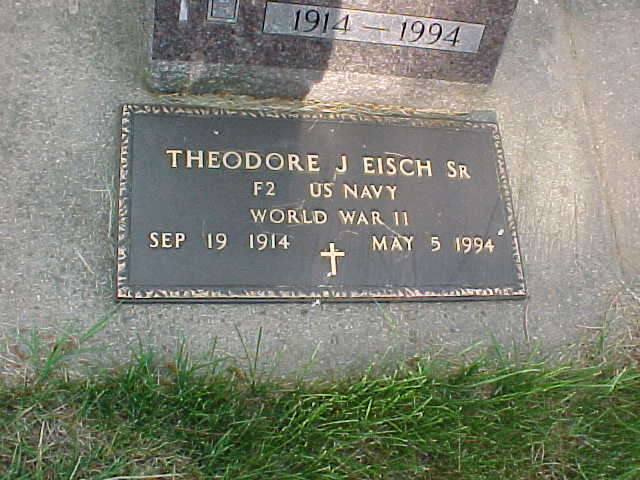 1914 — 1994
THEODORE J EISCH SR
F2 US NAVY
WORLD WAR II
SEP 19 1914 MAY 5 1994